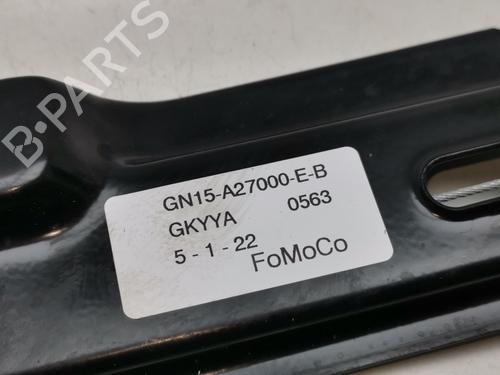 B-PARTS
GN15-A27000-E-B
GKYYA 0563
5-1-22 FoMoCo